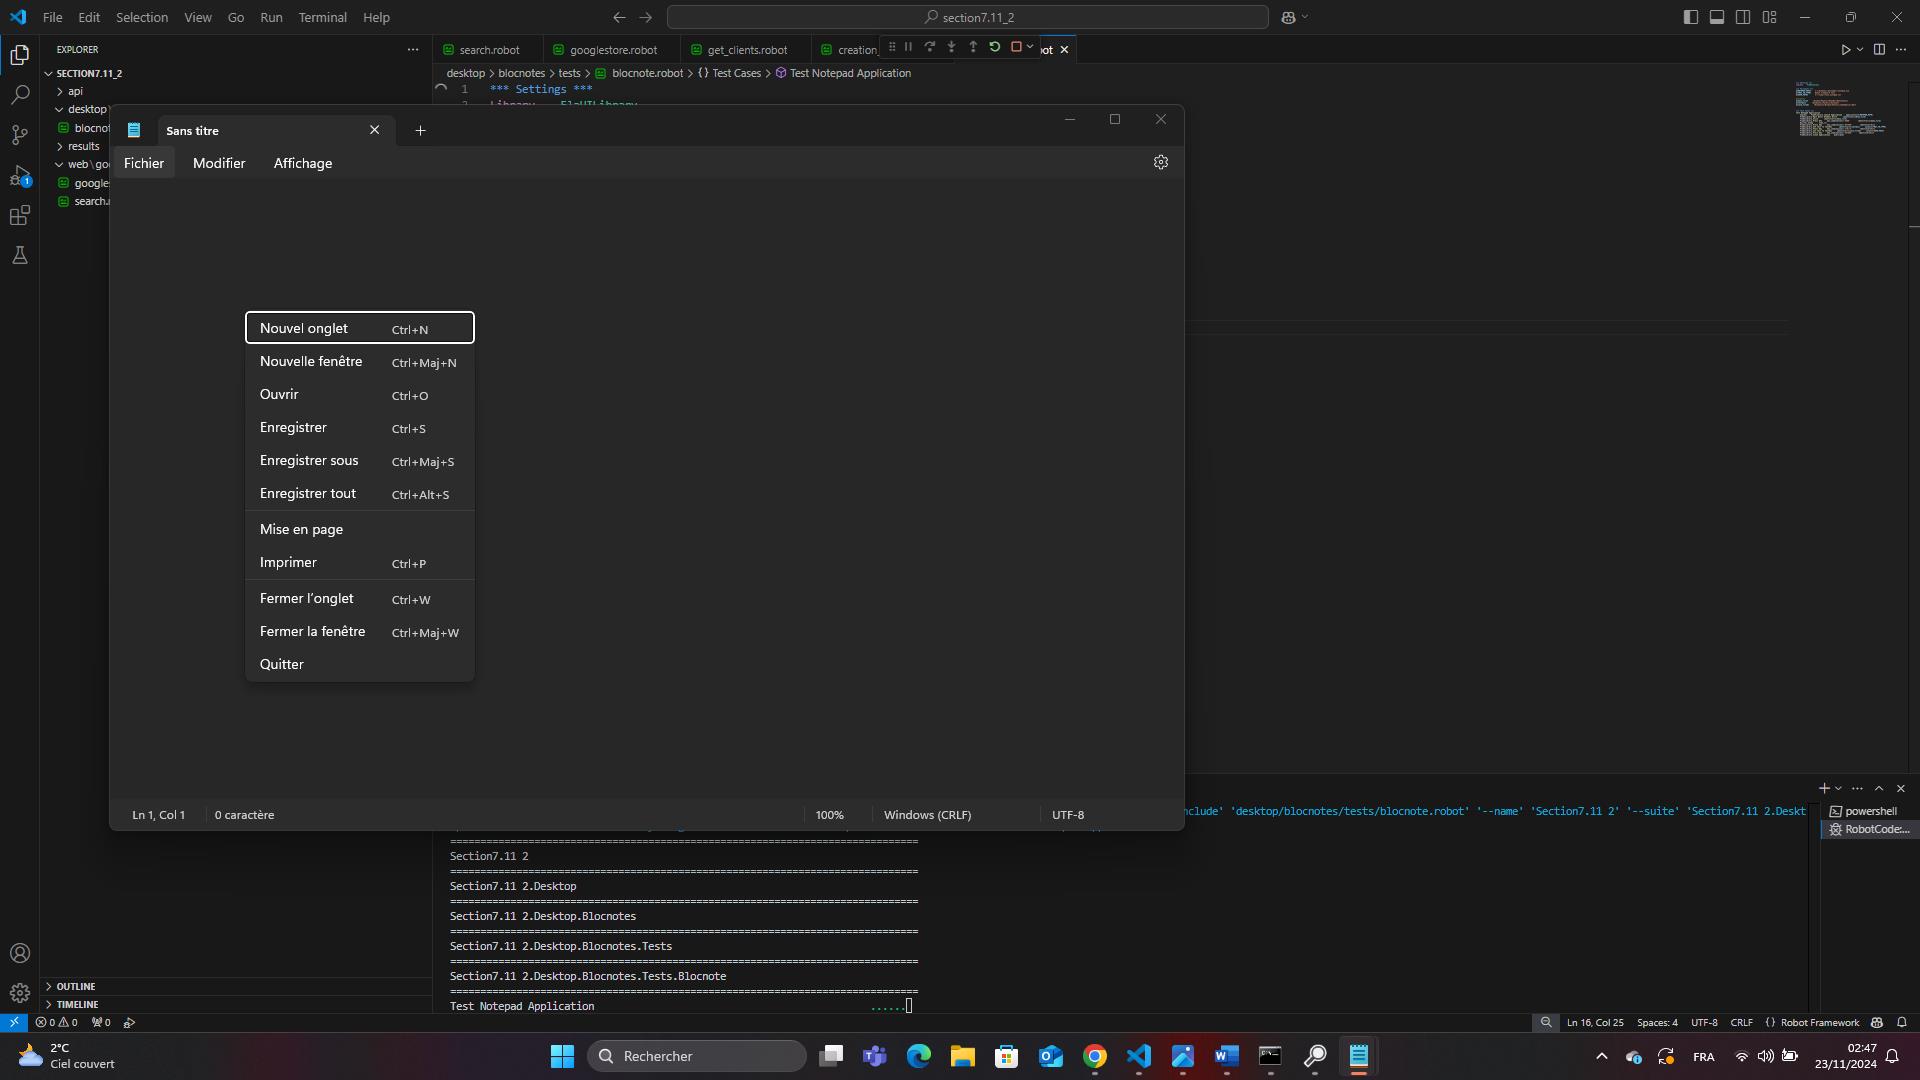 File Edit Selection View Go Run Terminal Help
section7.11_2
EXPLORER
search.robot googlestore.robot get_clients.robot creation_ bot
SECTION7.11_2
desktop > blocnotes > tests > blocnote.robot > {} Test Cases > Test Notepad Application
api
1 *** Settings ***
desktop
2 Library FlaUILibrary
blocnot
results
web\go
google
search.r
Sans titre
Fichier Modifier Affichage
Nouvel onglet Ctrl+N
Nouvelle fenêtre Ctrl+Maj+N
Ouvrir Ctrl+O
Enregistrer Ctrl+S
Enregistrer sous Ctrl+Maj+S
Enregistrer tout Ctrl+Alt+S
Mise en page
Imprimer Ctrl+P
Fermer l’onglet Ctrl+W
Fermer la fenêtre Ctrl+Maj+W
Quitter
Ln 1, Col 1 0 caractère 100% Windows (CRLF) UTF-8
nclude' 'desktop/blocnotes/tests/blocnote.robot' '--name' 'Section7.11 2' '--suite' 'Section7.11 2.Deskt
powershell
RobotCode:...
==============================================================================
Section7.11 2
==============================================================================
Section7.11 2.Desktop
==============================================================================
Section7.11 2.Desktop.Blocnotes
==============================================================================
Section7.11 2.Desktop.Blocnotes.Tests
==============================================================================
Section7.11 2.Desktop.Blocnotes.Tests.Blocnote
==============================================================================
Test Notepad Application ......
OUTLINE
TIMELINE
0 0 0 Ln 16, Col 25 Spaces: 4 UTF-8 CRLF {} Robot Framework
2°C
Ciel couvert
Rechercher
FRA
02:47
23/11/2024